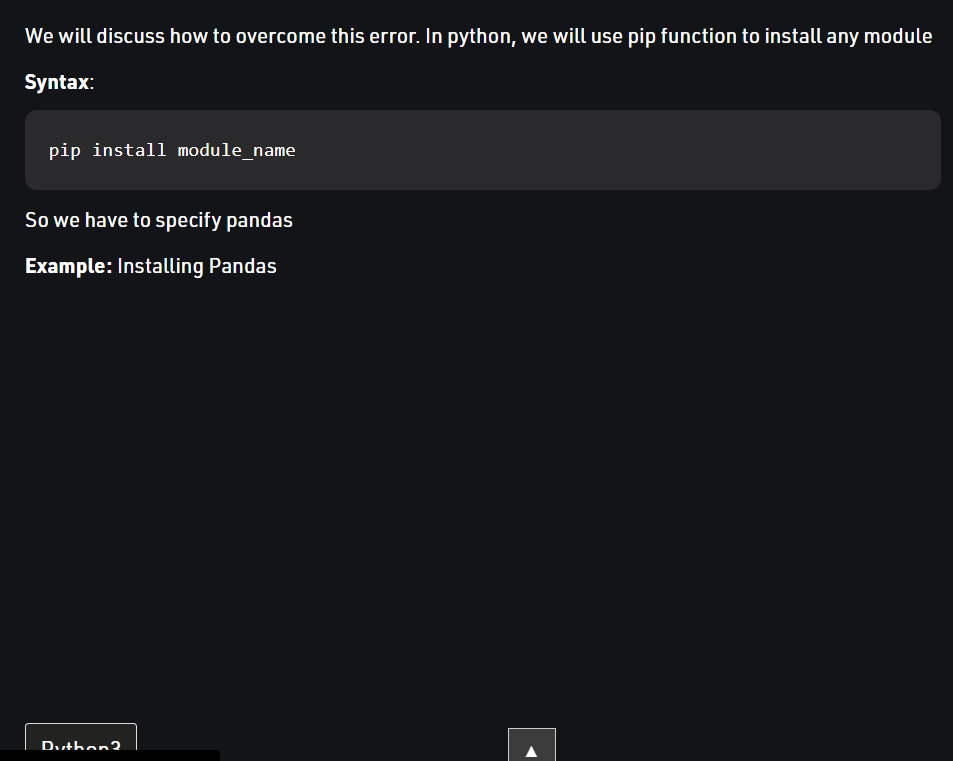 We will discuss how to overcome this error. In python, we will use pip function to install any module
Syntax:
pip install module_name
So we have to specify pandas
Example: Installing Pandas
Python3